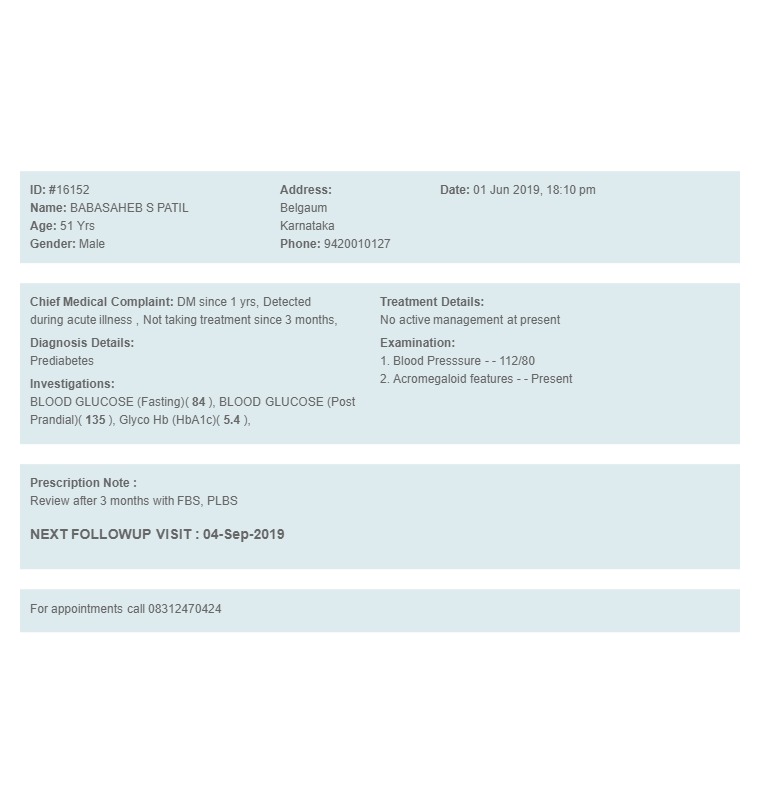 ID: #16152
Name: BABASAHEB S PATIL
Age: 51 Yrs
Gender: Male
Address:
Belgaum
Karnataka
Phone: 9420010127
Date: 01 Jun 2019, 18:10 pm
Chief Medical Complaint: DM since 1 yrs, Detected
during acute illness , Not taking treatment since 3 months,
Diagnosis Details:
Prediabetes
Investigations:
BLOOD GLUCOSE (Fasting)( 84 ), BLOOD GLUCOSE (Post
Prandial)( 135 ), Glyco Hb (HbA1c)( 5.4 ),
Treatment Details:
No active management at present
Examination:
1. Blood Presssure - - 112/80
2. Acromegaloid features - - Present
Prescription Note :
Review after 3 months with FBS, PLBS
NEXT FOLLOWUP VISIT : 04-Sep-2019
For appointments call 08312470424